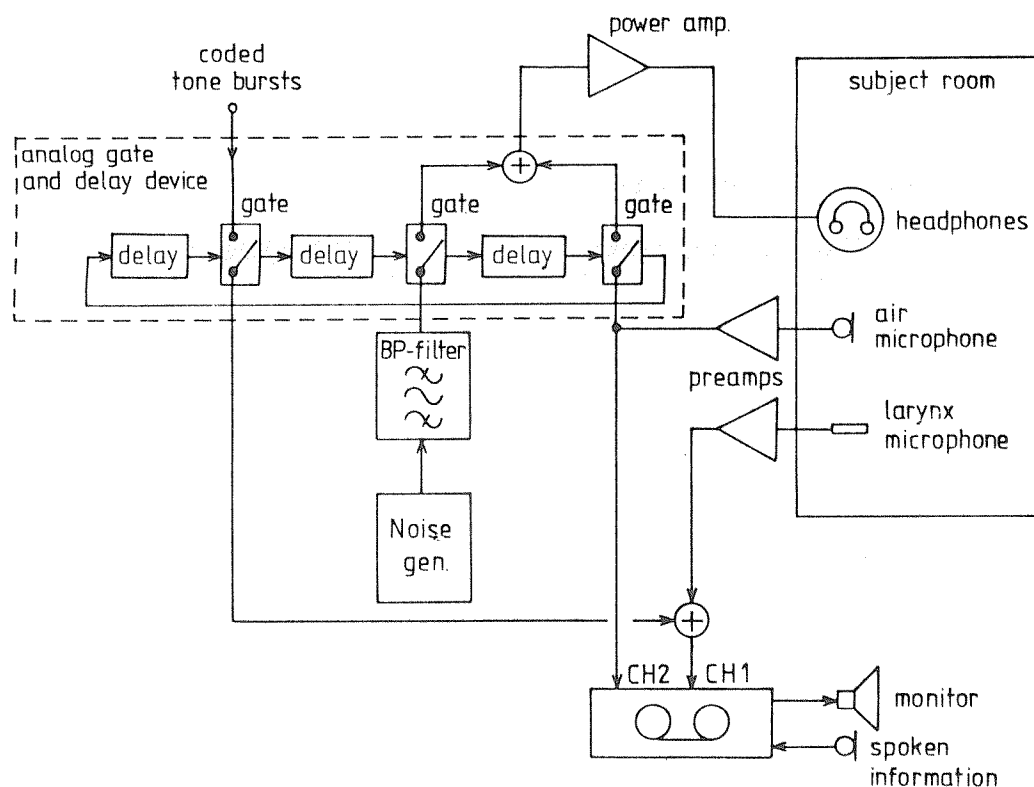 power amp.
coded
tone bursts
subject room
analog gate
and delay device
gate
gate
gate
delay
delay
delay
headphones
BP-filter
air
microphone
preamps
larynx
microphone
Noise
gen.
CH2
CH1
monitor
spoken
information